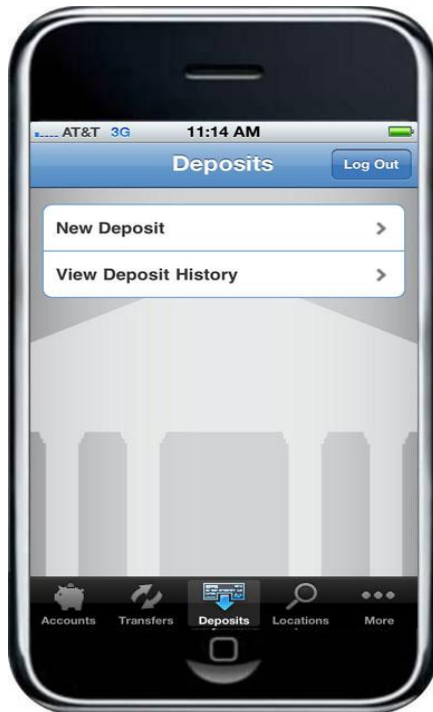 AT&T 3G 11:14 AM
Deposits Log Out
New Deposit
View Deposit History
Accounts Transfers Deposits Locations More